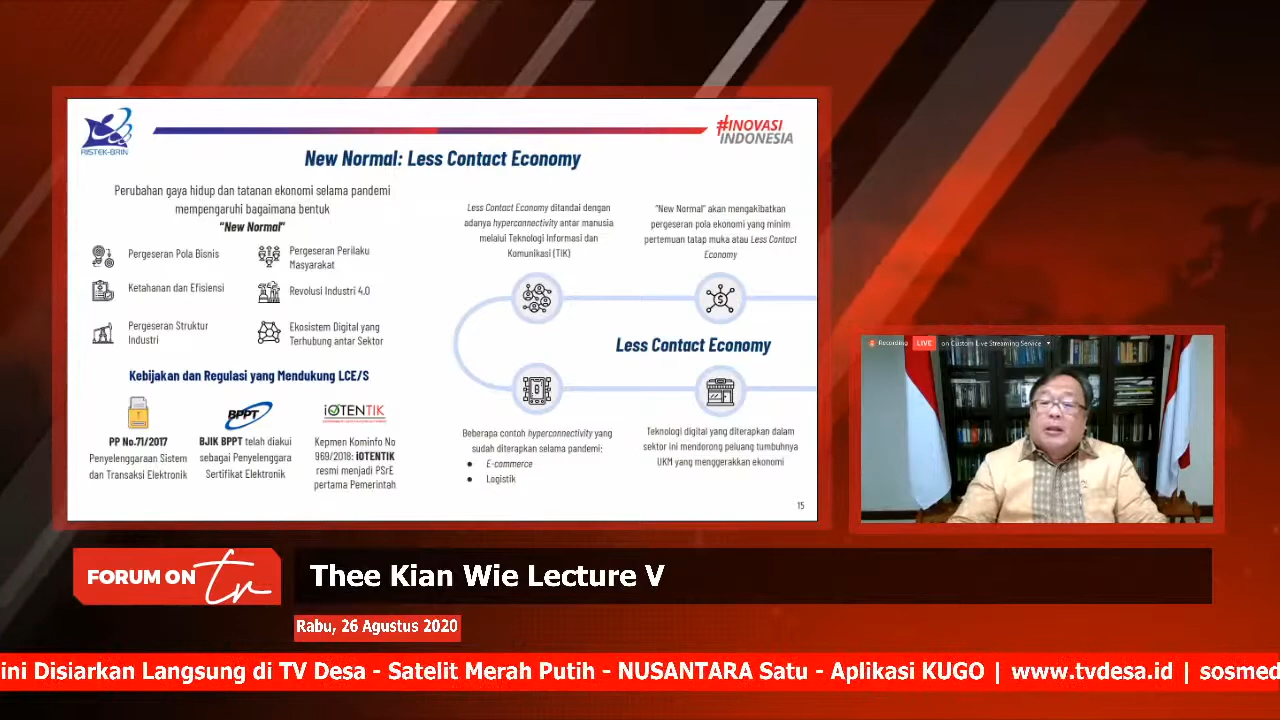 RISTEK-BRIN
#INOVASI
INDONESIA
New Normal: Less Contact Economy
Perubahan gaya hidup dan tatanan ekonomi selama pandemi
mempengaruhi bagaimana bentuk
"New Normal"
Pergeseran Pola Bisnis
Pergeseran Perilaku
Masyarakat
Ketahanan dan Efisiensi
Revolusi Industri 4.0
Pergeseran Struktur
Industri
Ekosistem Digital yang
Terhubung antar Sektor
Kebijakan dan Regulasi yang Mendukung LCE/S
BPPT
iOTENTIK
PP No.71/2017
Penyelenggaraan Sistem
dan Transaksi Elektronik
BJIK BPPT telah diakui
sebagai Penyelenggara
Sertifikat Elektronik
Kepmen Kominfo No
969/2018: iOTENTIK
resmi menjadi PSrE
pertama Pemerintah
Less Contact Economy ditandai dengan
adanya hyperconnectivity antar manusia
melalui Teknologi Informasi dan
Komunikasi (TIK)
"New Normal" akan mengakibatkan
pergeseran pola ekonomi yang minim
pertemuan tatap muka atau Less Contact
Economy
Less Contact Economy
Beberapa contoh hyperconnectivity yang
sudah diterapkan selama pandemi:
● E-commerce
● Logistik
Teknologi digital yang diterapkan dalam
sektor ini mendorong peluang tumbuhnya
UKM yang menggerakkan ekonomi
15
Recording LIVE on Custom Live Streaming Service
FORUM ON tr
Thee Kian Wie Lecture V
Rabu, 26 Agustus 2020
ini Disiarkan Langsung di TV Desa - Satelit Merah Putih - NUSANTARA Satu - Aplikasi KUGO | www.tvdesa.id | sosmed